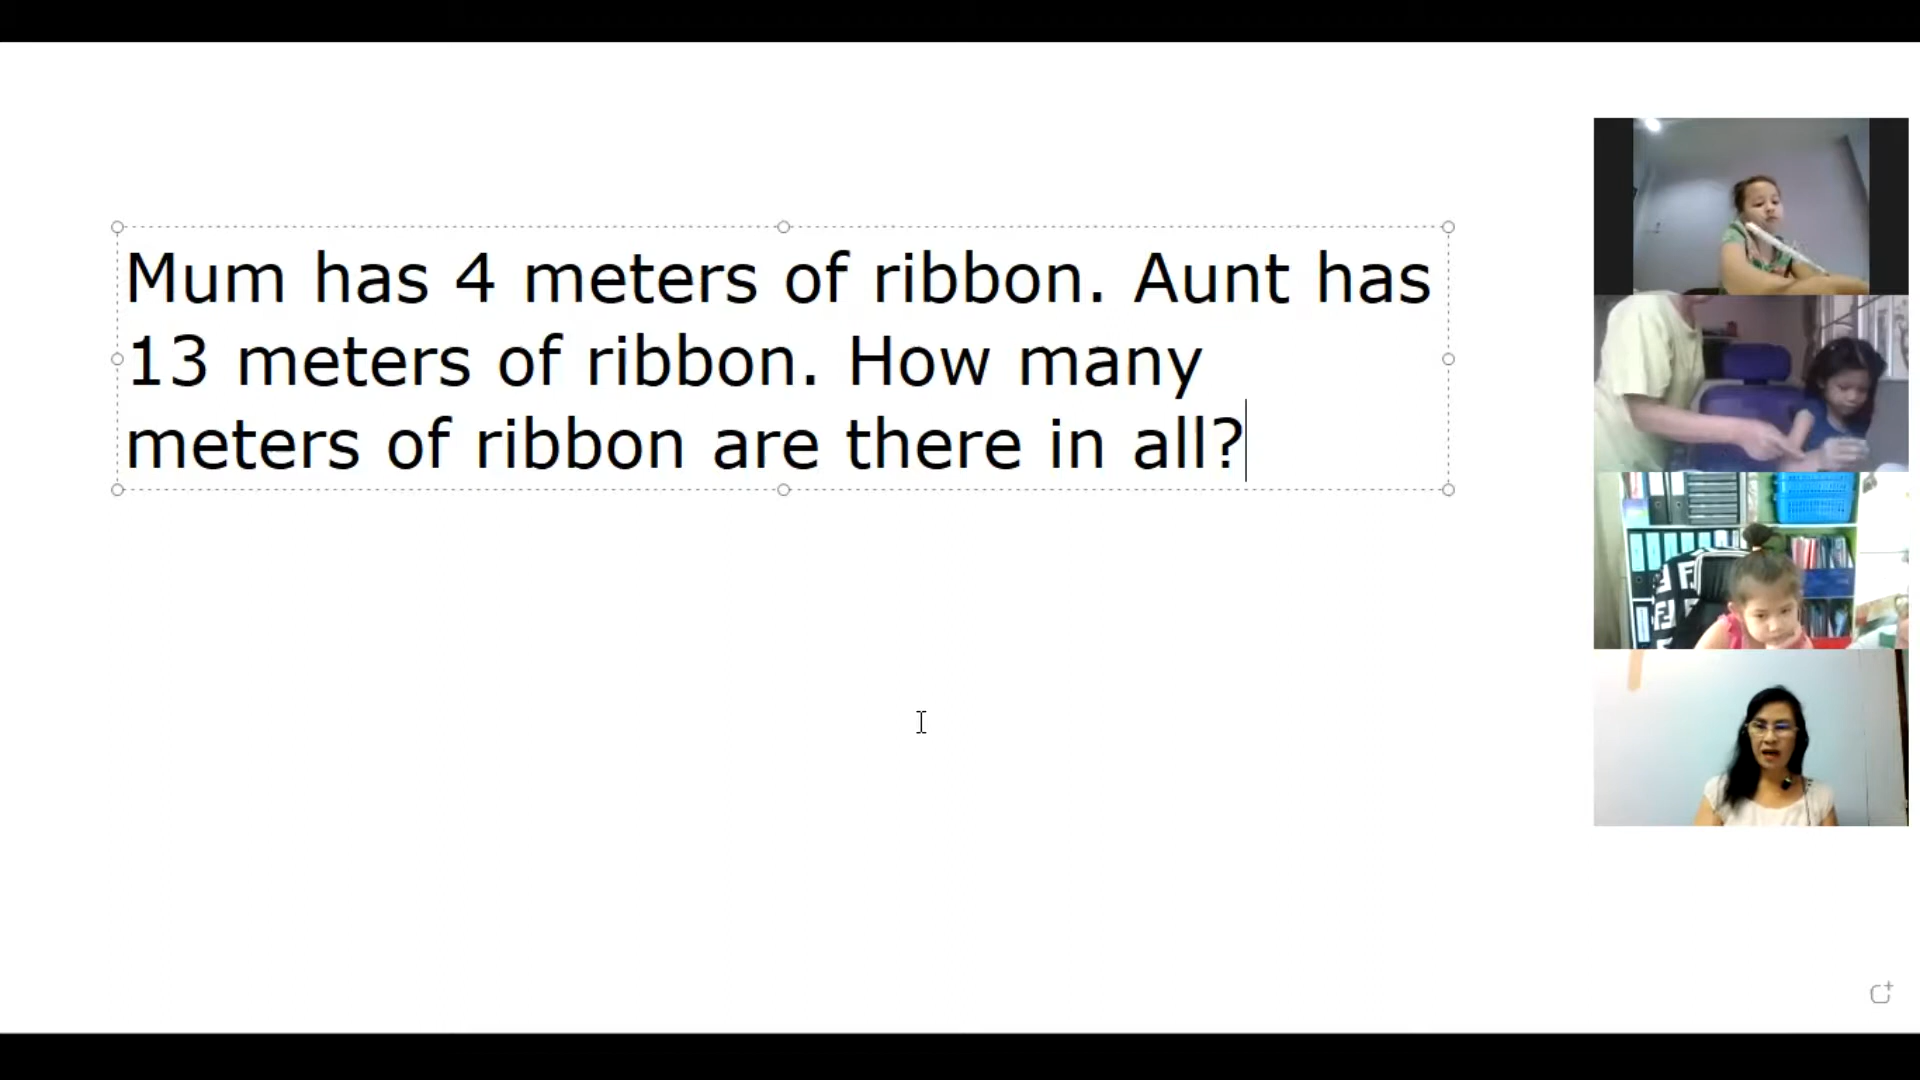 Mum has 4 meters of ribbon. Aunt has
13 meters of ribbon. How many
meters of ribbon are there in all?